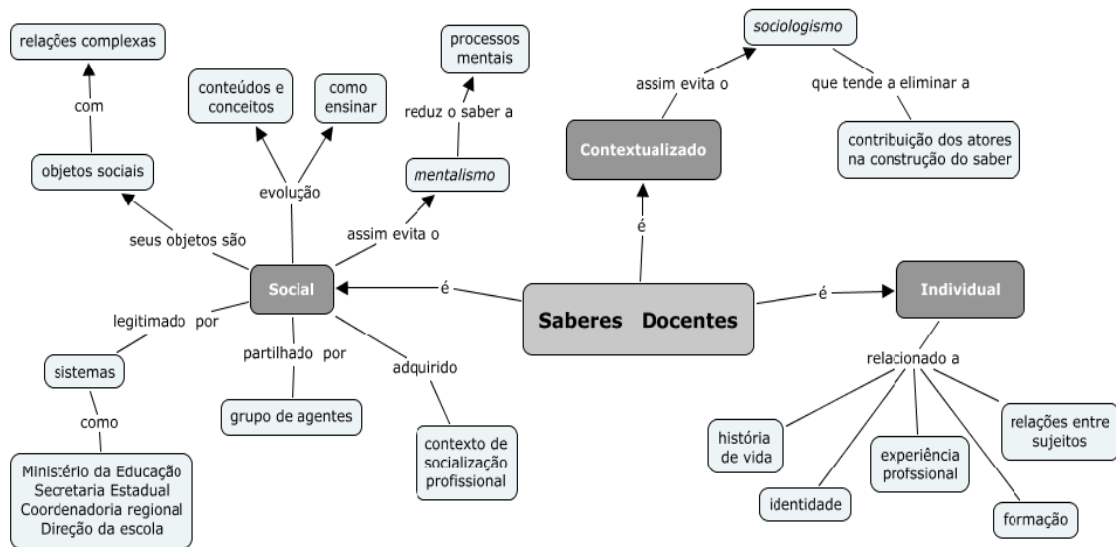 relações complexas
com
objetos sociais
seus objetos são
conteúdos e
conceitos
como
ensinar
evolução
processos
mentais
reduz o saber a
mentalismo
assim evita o
Social
é
legitimado por
sistemas
como
Ministério da Educação
Secretaria Estadual
Coordenadoria regional
Direção da escola
partilhado por
grupo de agentes
adquirido
contexto de
socialização
profissional
Saberes Docentes
é
Contextualizado
assim evita o
sociologismo
que tende a eliminar a
contribuição dos atores
na construção do saber
é
Individual
relacionado a
história
de vida
identidade
experiência
profssional
formação
relações entre
sujeitos